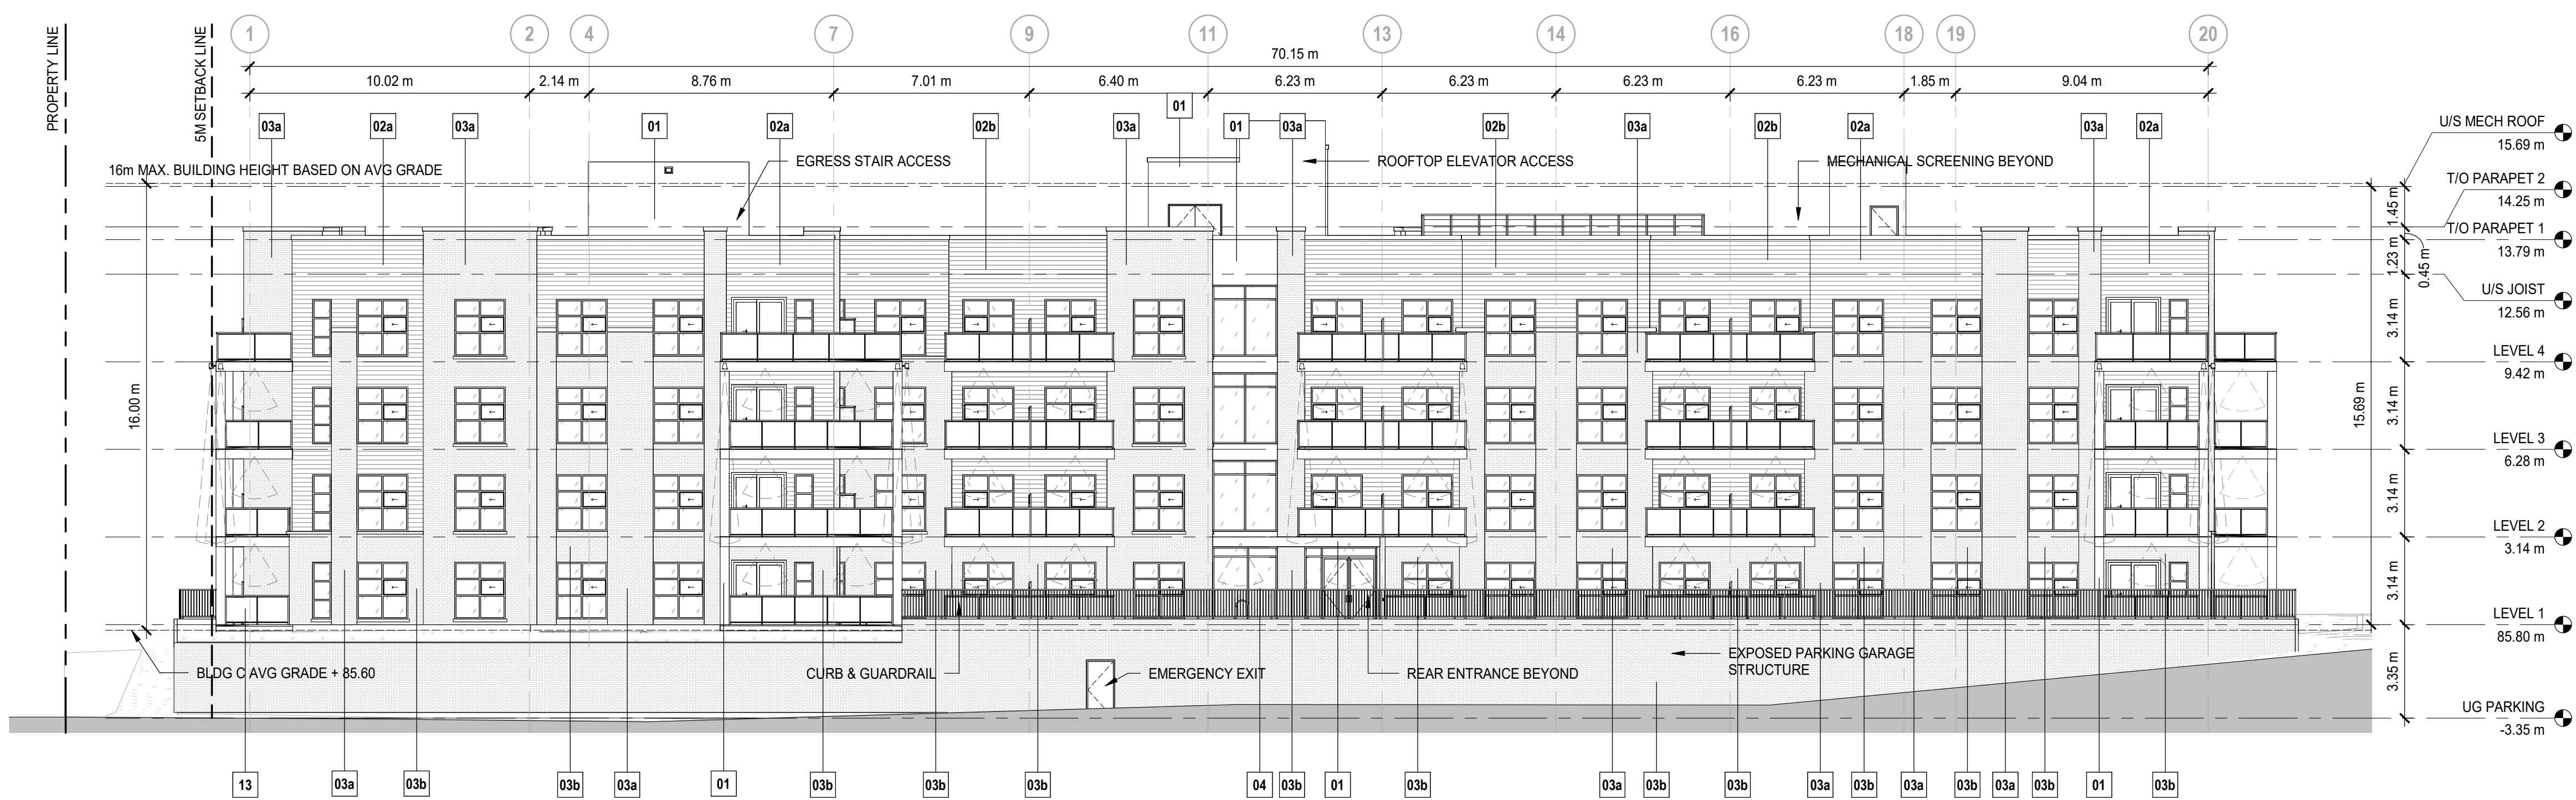 PROPERTY LINE
5M SETBACK LINE
1
2
4
7
9
11
13
14
16
18
19
20
70.15 m
10.02 m
2.14 m
8.76 m
7.01 m
6.40 m
6.23 m
6.23 m
6.23 m
6.23 m
1.85 m
9.04 m
01
03a
02a
03a
01
02a
02b
03a
01
03a
02b
03a
02b
02a
03a
02a
16m MAX. BUILDING HEIGHT BASED ON AVG GRADE
EGRESS STAIR ACCESS
ROOFTOP ELEVATOR ACCESS
MECHANICAL SCREENING BEYOND
U/S MECH ROOF
15.69 m
T/O PARAPET 2
14.25 m
T/O PARAPET 1
13.79 m
U/S JOIST
12.56 m
LEVEL 4
9.42 m
LEVEL 3
6.28 m
LEVEL 2
3.14 m
LEVEL 1
85.80 m
UG PARKING
-3.35 m
1.45 m
0.45 m
1.23 m
3.14 m
3.14 m
3.14 m
3.14 m
3.35 m
15.69 m
16.00 m
BLDG C AVG GRADE + 85.60
CURB & GUARDRAIL
EMERGENCY EXIT
REAR ENTRANCE BEYOND
EXPOSED PARKING GARAGE
STRUCTURE
13
03a
03b
03b
03a
01
03b
03b
03b
04
03b
01
03b
03a
03b
03b
03a
03b
03a
03b
03a
03b
01
03b